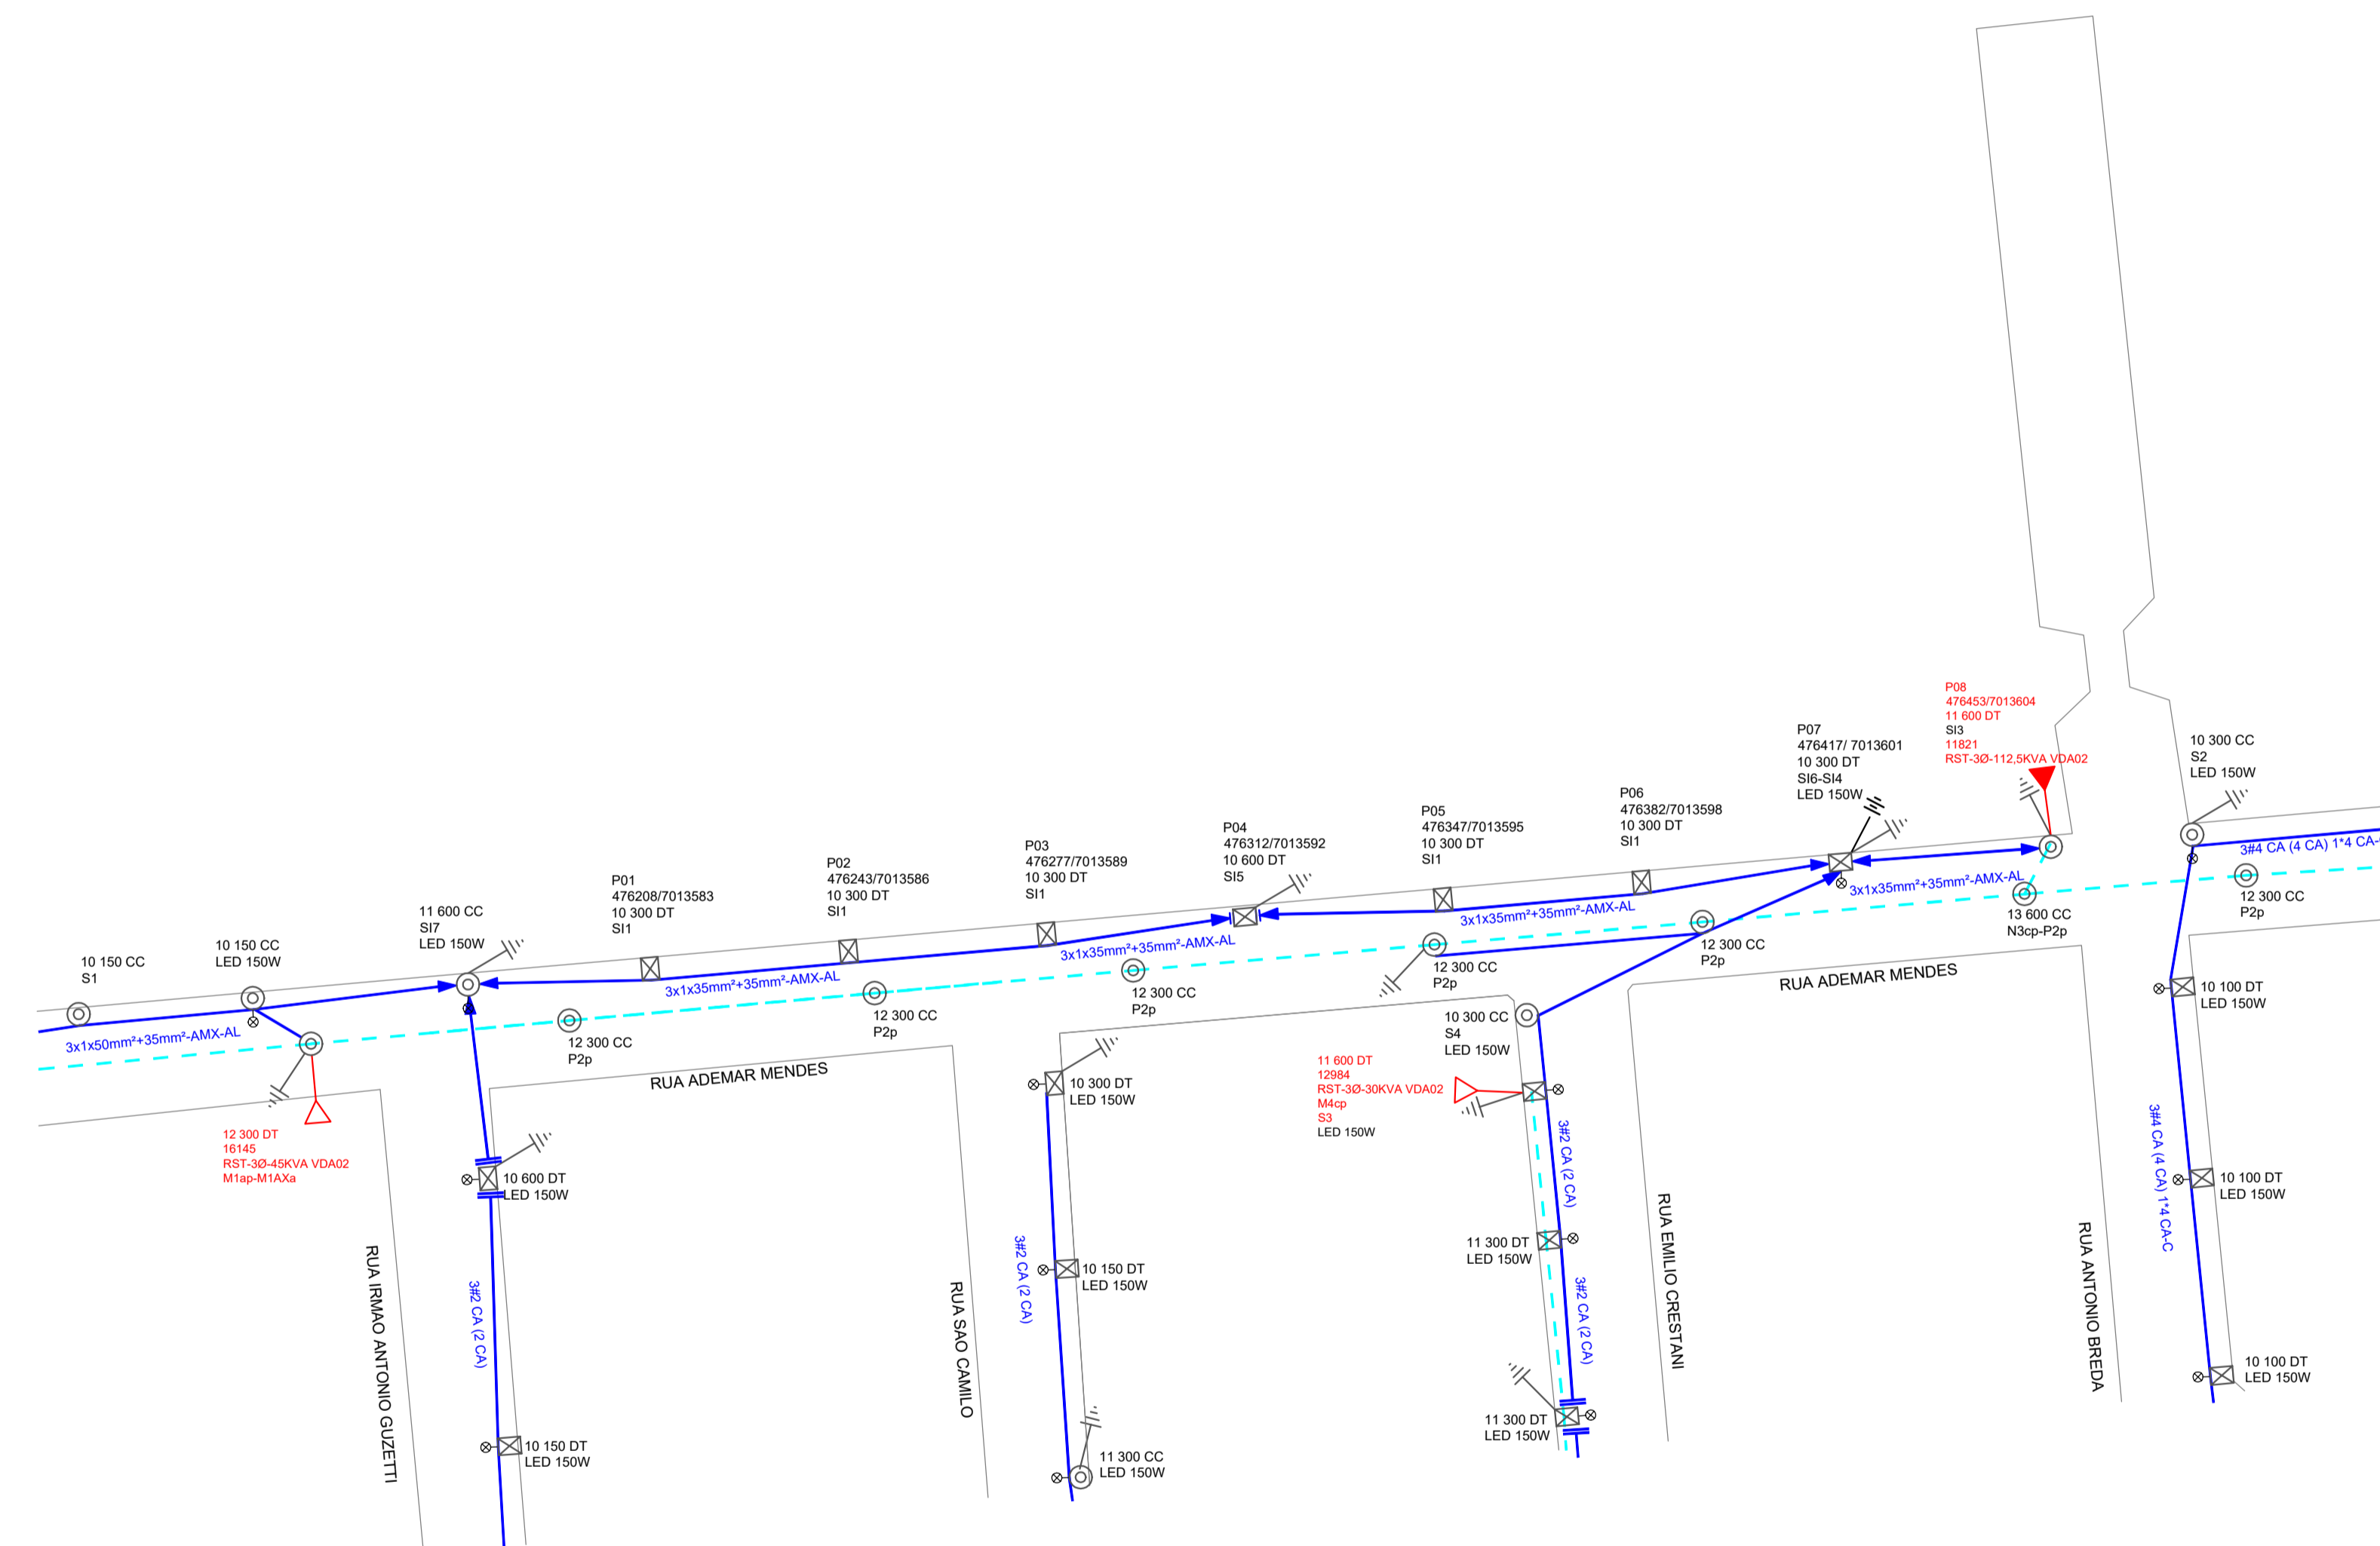 P08
476453/7013604
11 600 DT
SI3
11821
RST-3Ø-112,5KVA VDA02
P07
476417/ 7013601
10 300 DT
SI6-SI4
LED 150W
10 300 CC
S2
LED 150W
P06
476382/7013598
10 300 DT
SI1
P05
476347/7013595
10 300 DT
SI1
P04
476312/7013592
10 600 DT
SI5
P03
476277/7013589
10 300 DT
SI1
P02
476243/7013586
10 300 DT
SI1
P01
476208/7013583
10 300 DT
SI1
11 600 CC
SI7
LED 150W
10 150 CC
LED 150W
10 150 CC
S1
3x1x50mm²+35mm²-AMX-AL
3x1x35mm²+35mm²-AMX-AL
3x1x35mm²+35mm²-AMX-AL
3x1x35mm²+35mm²-AMX-AL
3x1x35mm²+35mm²-AMX-AL
3#4 CA (4 CA) 1*4 CA-
12 300 CC
P2p
12 300 CC
P2p
12 300 CC
P2p
12 300 CC
P2p
12 300 CC
P2p
13 600 CC
N3cp-P2p
12 300 CC
P2p
RUA ADEMAR MENDES
RUA ADEMAR MENDES
12 300 DT
16145
RST-3Ø-45KVA VDA02
M1ap-M1AXa
10 600 DT
LED 150W
10 300 DT
LED 150W
10 300 CC
S4
LED 150W
11 600 DT
12984
RST-3Ø-30KVA VDA02
M4cp
S3
LED 150W
10 100 DT
LED 150W
3#2 CA (2 CA)
3#4 CA (4 CA) 1*4 CA-C
10 100 DT
LED 150W
RUA IRMAO ANTONIO GUZETTI
3#2 CA (2 CA)
RUA SAO CAMILO
3#2 CA (2 CA)
10 150 DT
LED 150W
11 300 DT
LED 150W
3#2 CA (2 CA)
RUA EMILIO CRESTANI
RUA ANTONIO BREDA
10 100 DT
LED 150W
10 150 DT
LED 150W
11 300 CC
LED 150W
11 300 DT
LED 150W